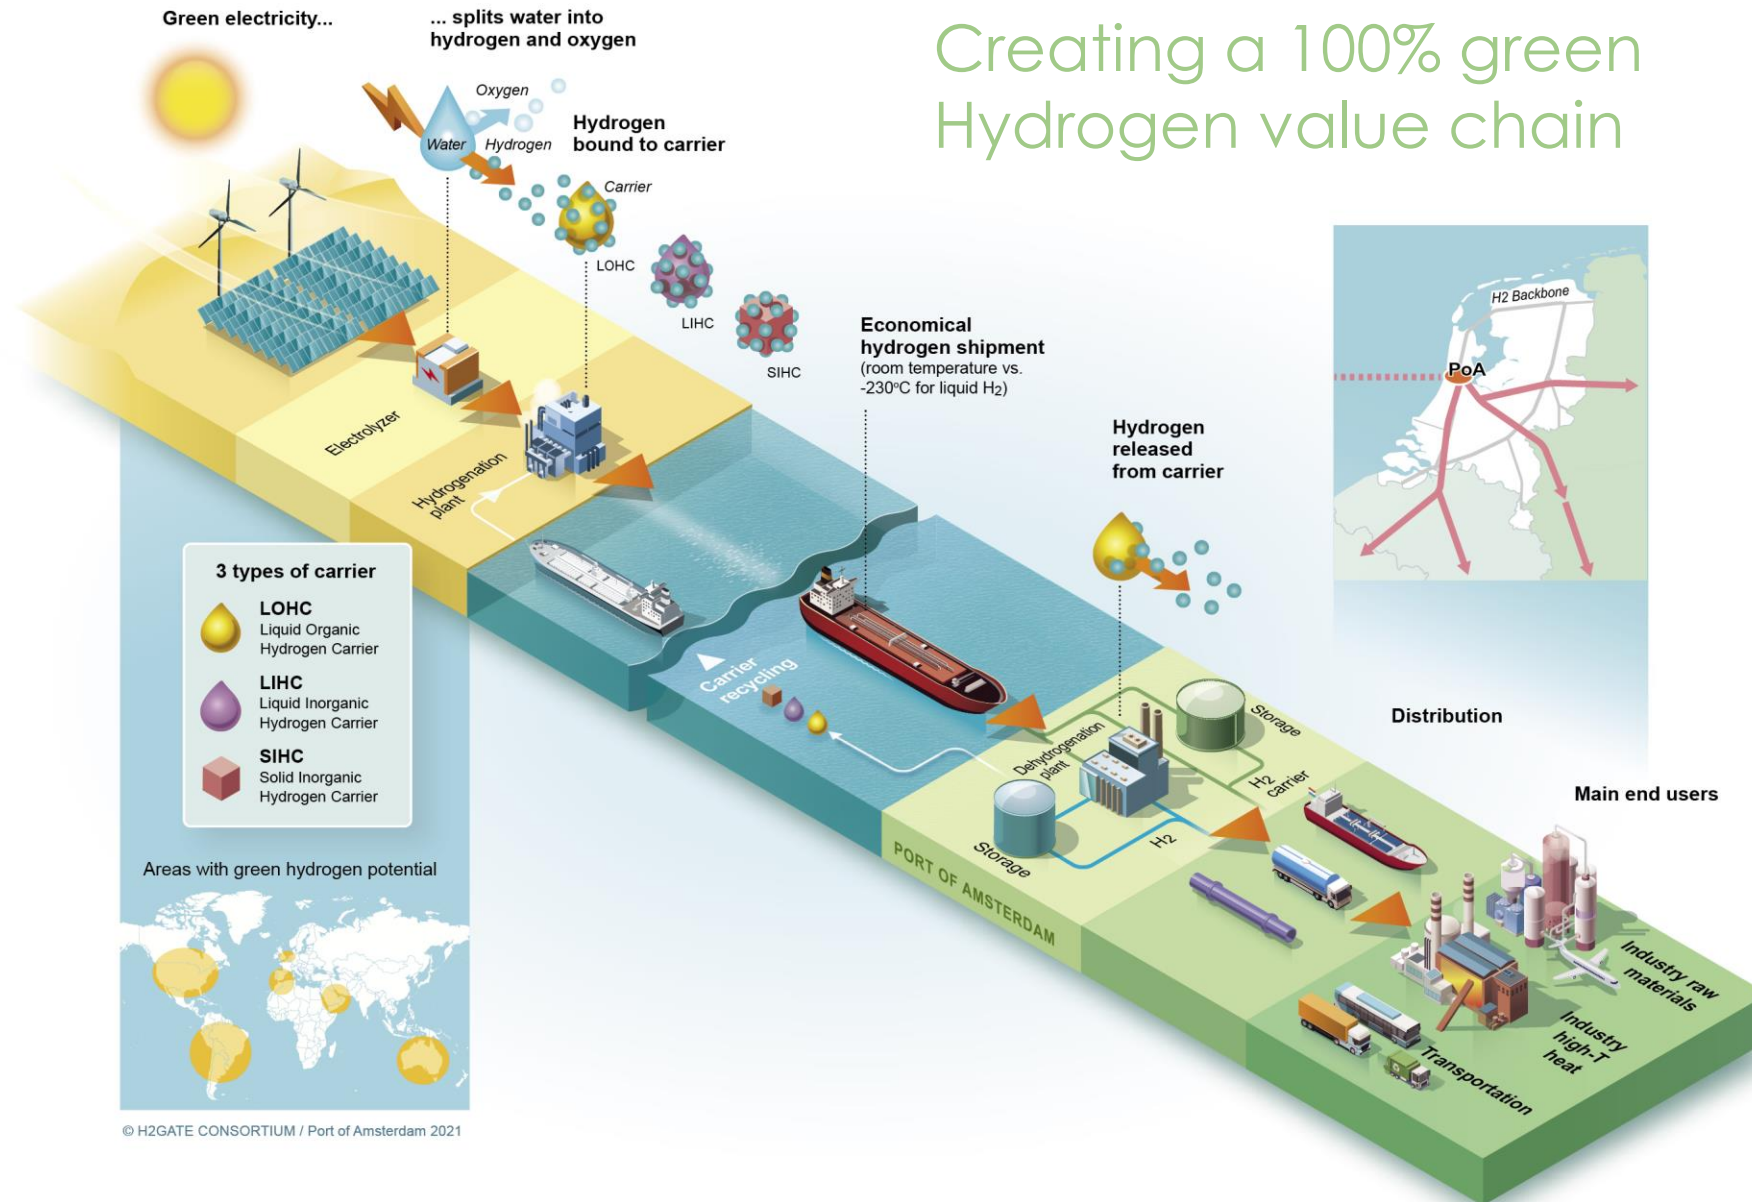 Creating a 100% green
Hydrogen value chain
Green electricity...
... splits water into
hydrogen and oxygen
Oxygen
Water
Hydrogen
Hydrogen
bound to carrier
Carrier
LOHC
LIHC
SIHC
Economical
hydrogen shipment
(room temperature vs.
-230°C for liquid H2)
Hydrogen
released
from carrier
H2 Backbone
PoA
Electrolyzer
Hydrogenation
plant
3 types of carrier
LOHC
Liquid Organic
Hydrogen Carrier
LIHC
Liquid Inorganic
Hydrogen Carrier
SIHC
Solid Inorganic
Hydrogen Carrier
Carrier
recycling
Dehydrogenation
plant
Storage
Storage
H2
carrier
H2
PORT OF AMSTERDAM
Distribution
Main end users
Industry raw
materials
Industry
high-T
heat
Transportation
Areas with green hydrogen potential
© H2GATE CONSORTIUM / Port of Amsterdam 2021